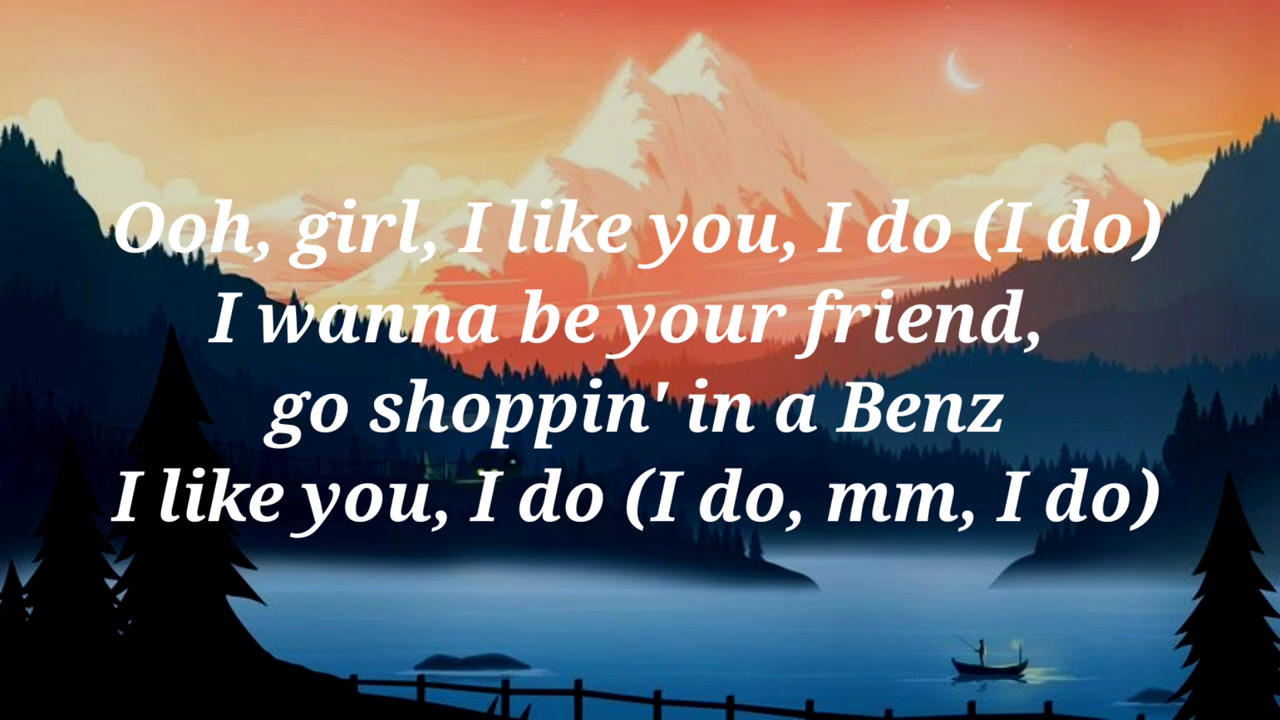 Ooh, girl, I like you, I do (I do)
I wanna be your friend,
go shoppin' in a Benz
I like you, I do (I do, mm, I do)